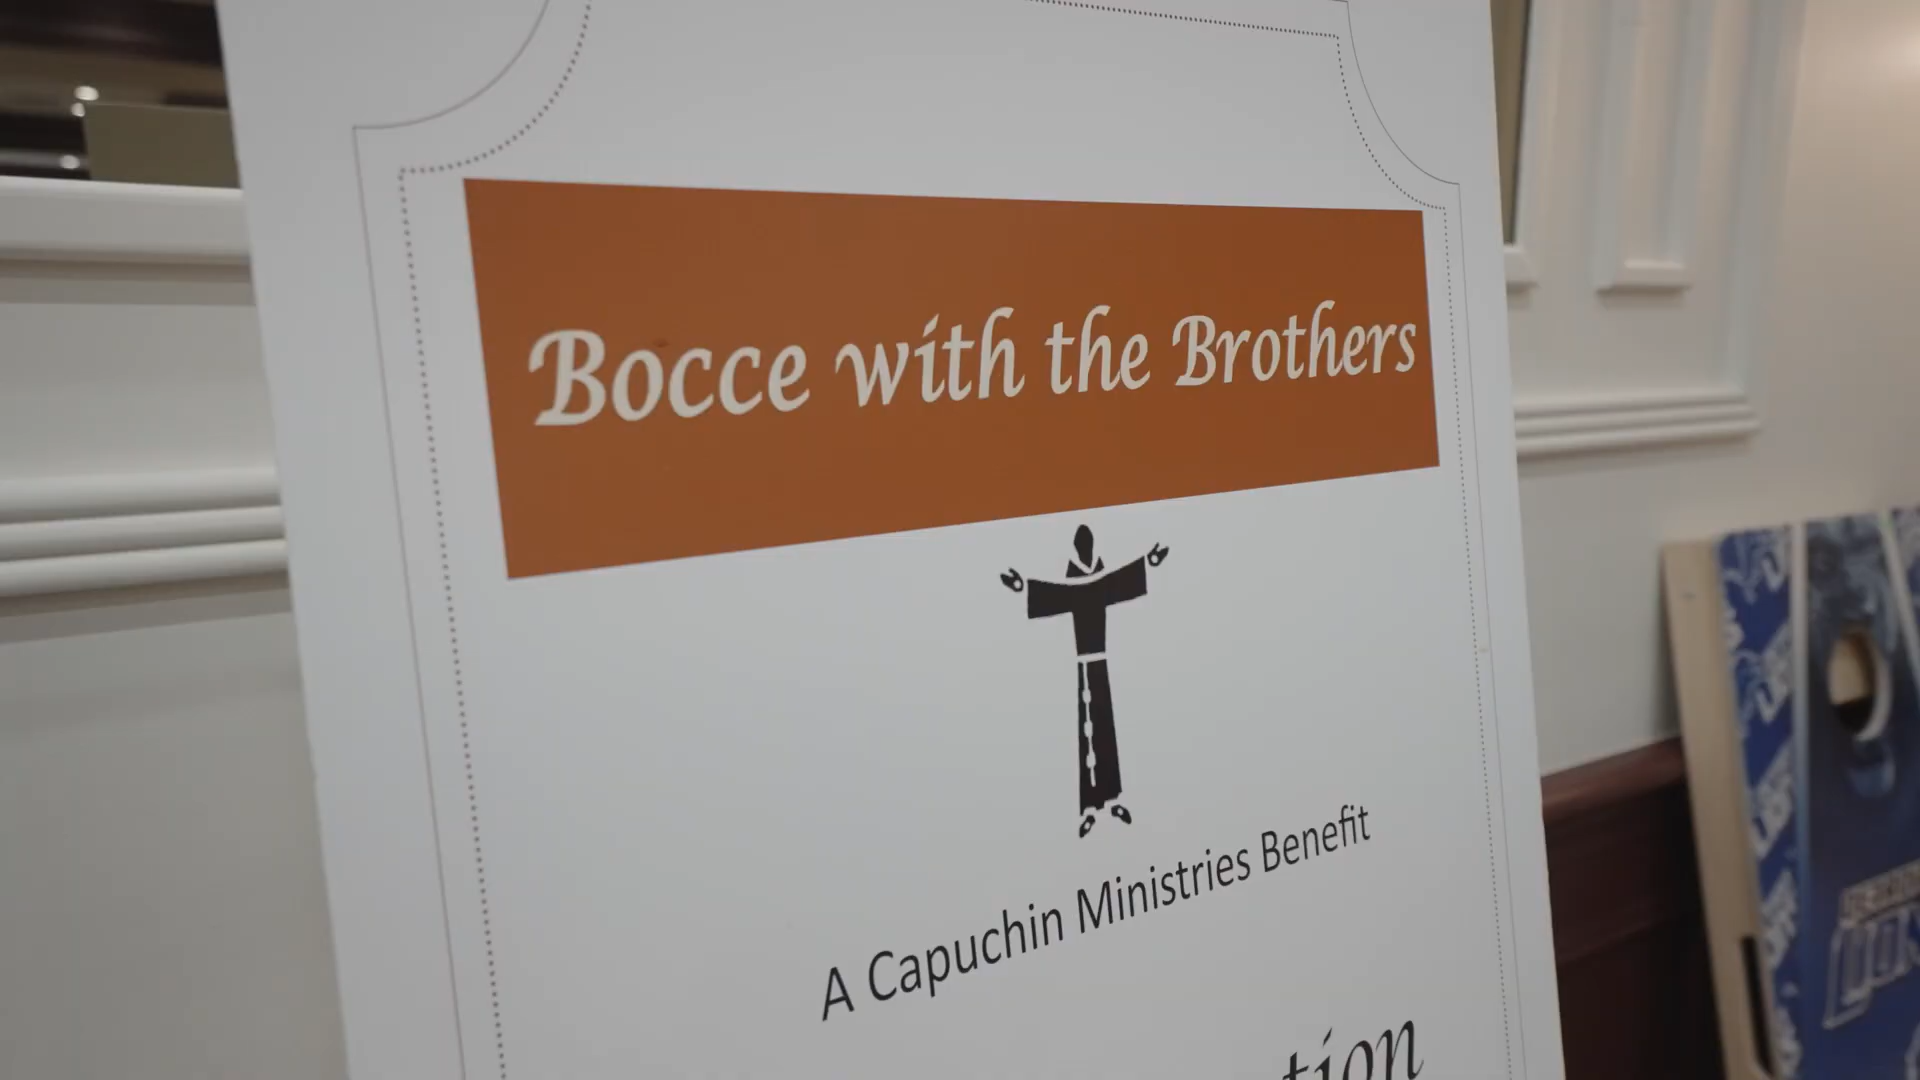 Bocce with the Brothers
A Capuchin Ministries Benefit